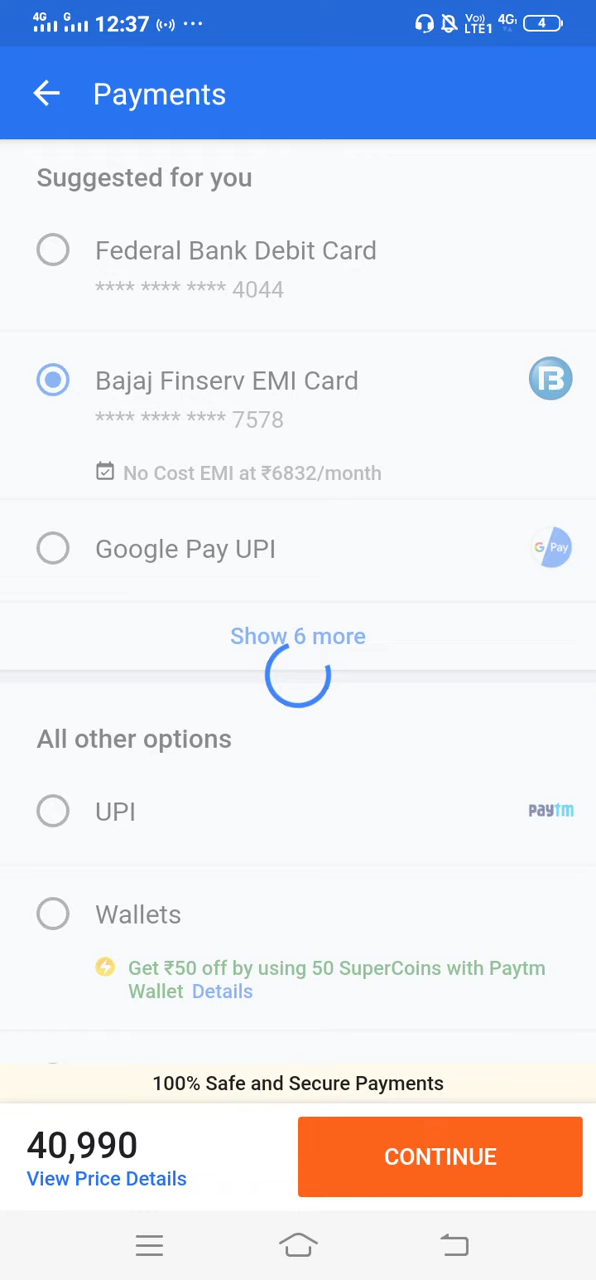 4G G 12:37 ... Vo)) LTE1 4G 4
Payments
Suggested for you
Federal Bank Debit Card
**** **** **** 4044
Bajaj Finserv EMI Card
B
**** **** **** 7578
No Cost EMI at ₹6832/month
Google Pay UPI
G Pay
Show 6 more
All other options
UPI
paytm
Wallets
Get ₹50 off by using 50 SuperCoins with Paytm
Wallet Details
100% Safe and Secure Payments
40,990
CONTINUE
View Price Details